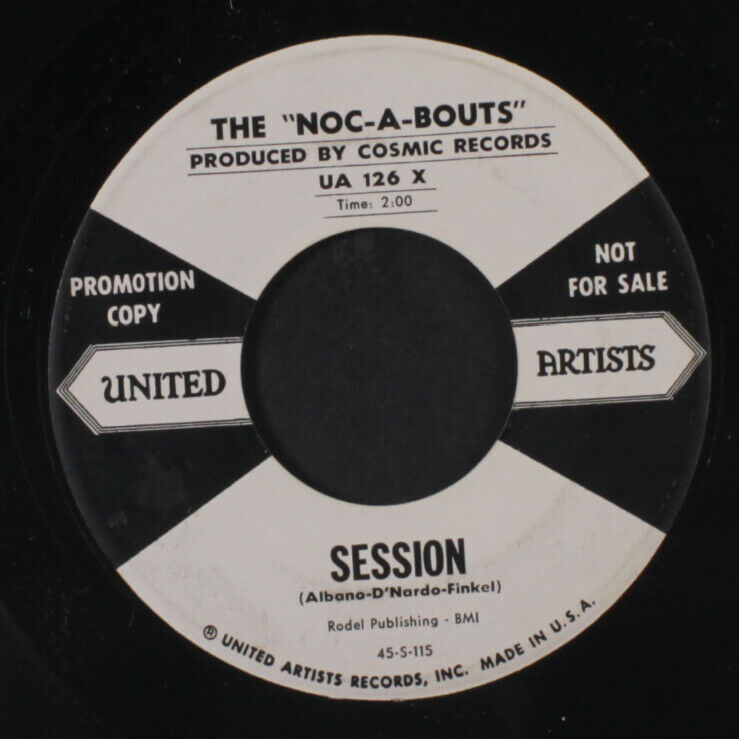 THE "NOC-A-BOUTS"
PRODUCED BY COSMIC RECORDS
UA 126 X
Time: 2:00
PROMOTION
COPY
NOT
FOR SALE
UNITED
ARTISTS
SESSION
(Albano-D'Nardo-Finkel)
Rodel Publishing - BMI
45-S-115
® UNITED ARTISTS RECORDS, INC. MADE IN U.S.A.